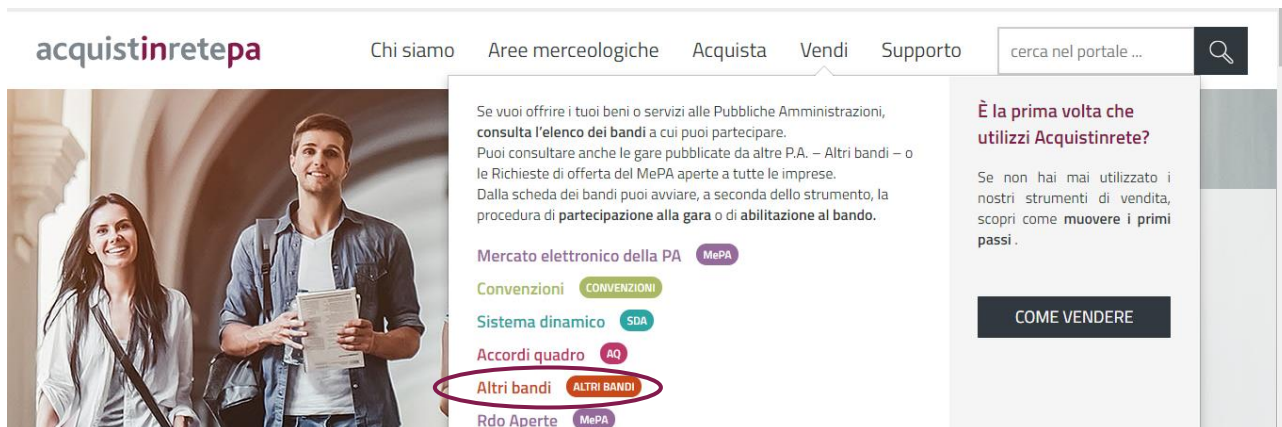 acquistinretepa
Chi siamo Aree merceologiche Acquista Vendi Supporto
cerca nel portale ...
Se vuoi offrire i tuoi beni o servizi alle Pubbliche Amministrazioni,
consulta l'elenco dei bandi a cui puoi partecipare.
Puoi consultare anche le gare pubblicate da altre P.A. – Altri bandi – o
le Richieste di offerta del MePA aperte a tutte le imprese.
Dalla scheda dei bandi puoi avviare, a seconda dello strumento, la
procedura di partecipazione alla gara o di abilitazione al bando.
Mercato elettronico della PA MePA
Convenzioni CONVENZIONI
Sistema dinamico SDA
Accordi quadro AQ
Altri bandi ALTRI BANDI
Rdo Aperte MePA
È la prima volta che
utilizzi Acquistinrete?
Se non hai mai utilizzato i
nostri strumenti di vendita,
scopri come muovere i primi
passi .
COME VENDERE